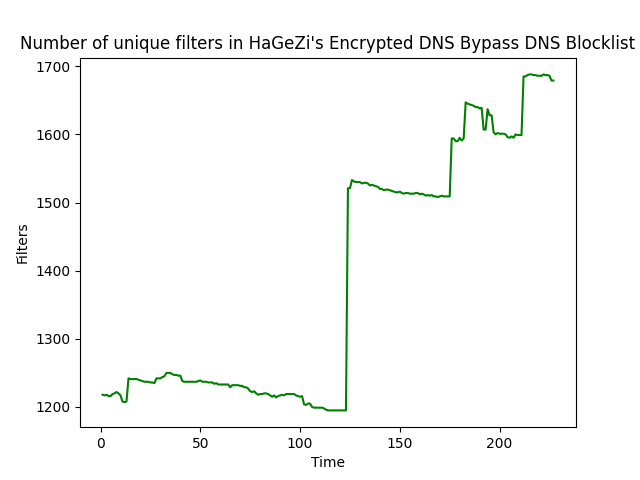 Number of unique filters in HaGeZi's Encrypted DNS Bypass DNS Blocklist
1700
1600
1500
1400
1300
1200
Filters
0 50 100 150 200
Time